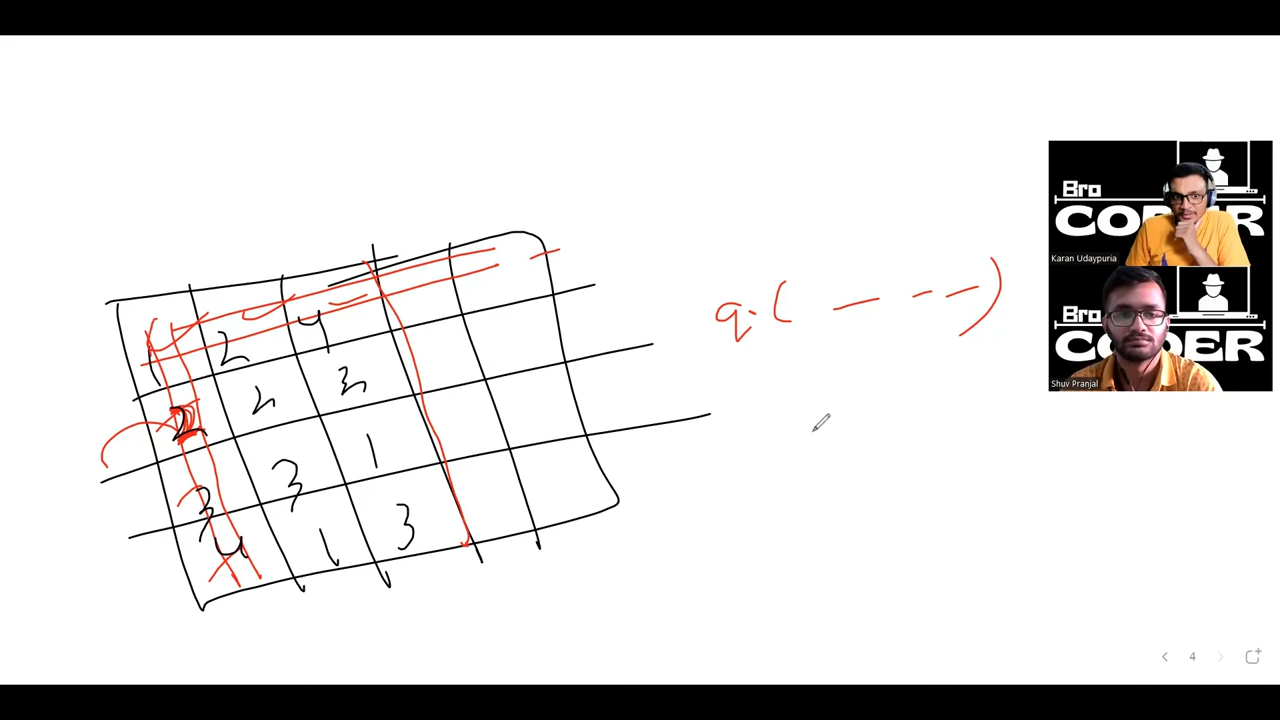 1 2 4
2 2 3
3 3 1
4 1 3
q. ( — - — )
Bro
CODER
Karan Udaypuria
Bro
CODER
Shuv Pranjal
4